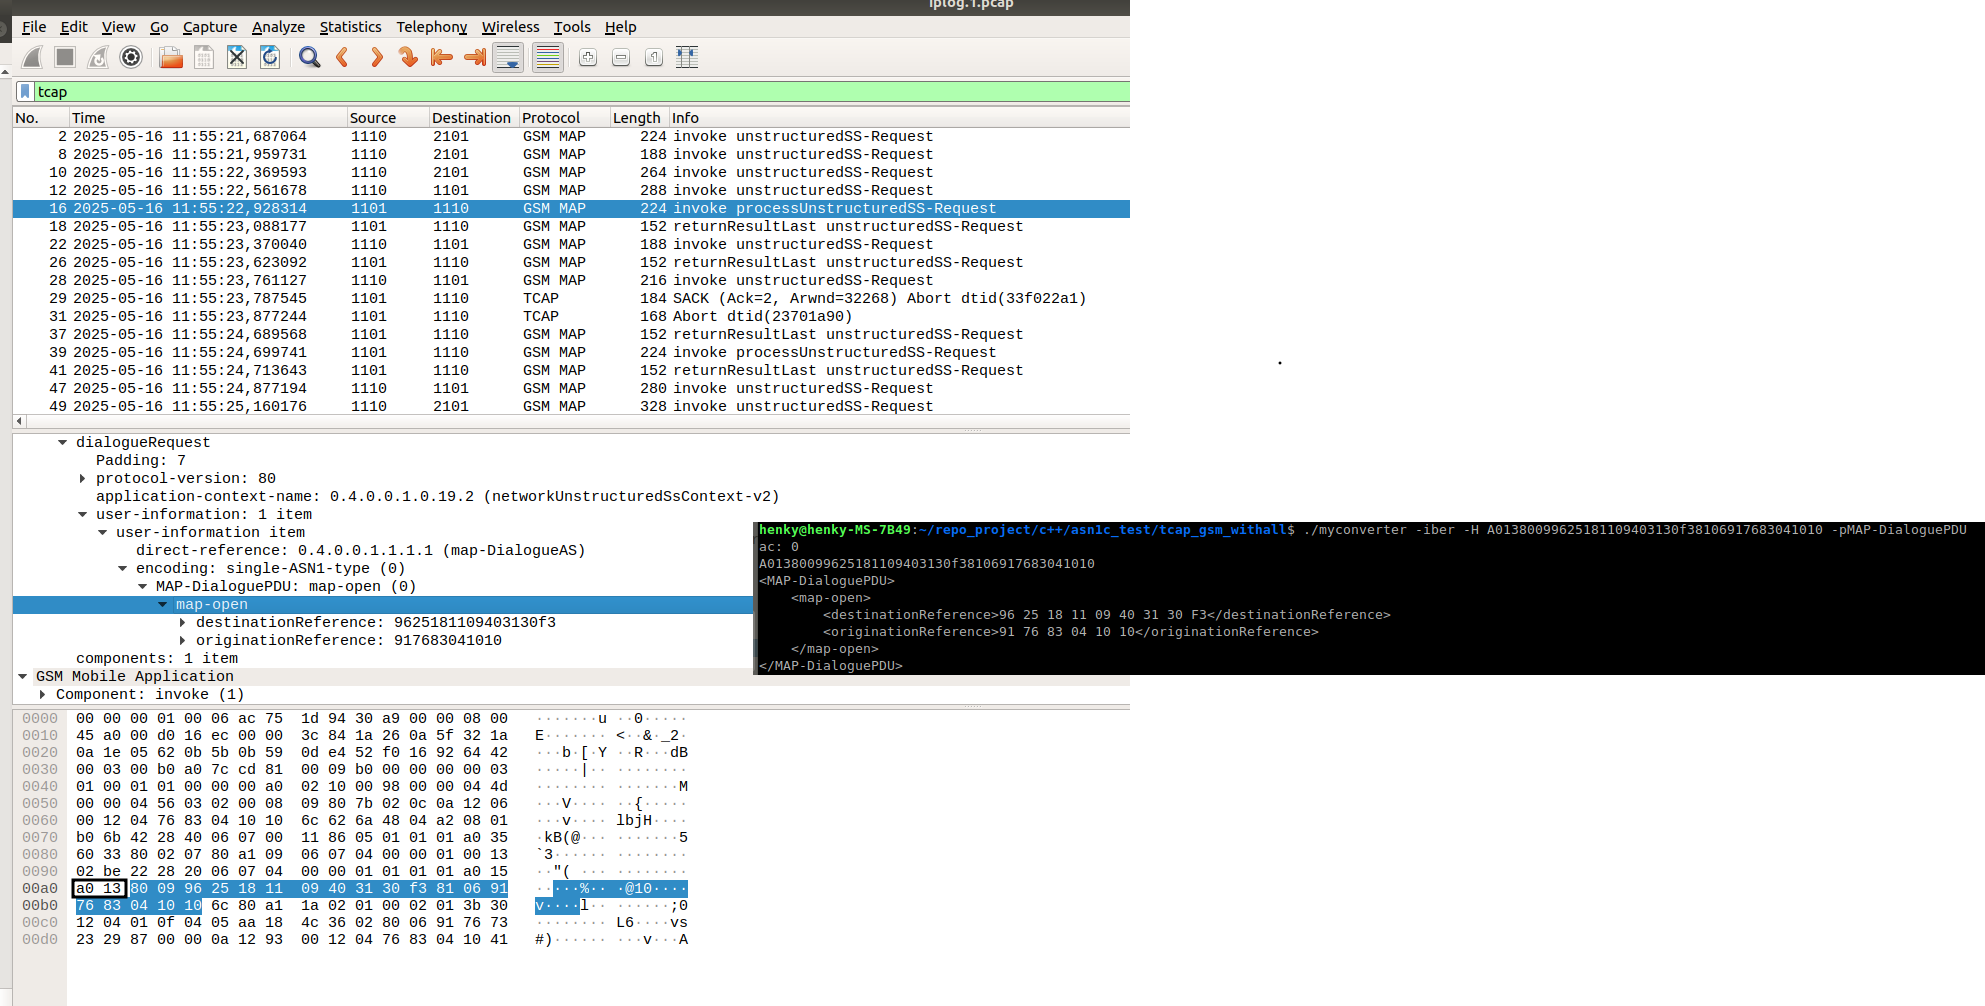 iplog.1.pcap
File Edit View Go Capture Analyze Statistics Telephony Wireless Tools Help
tcap
No. Time Source Destination Protocol Length Info
2 2025-05-16 11:55:21,687064 1110 2101 GSM MAP 224 invoke unstructuredSS-Request
8 2025-05-16 11:55:21,959731 1110 2101 GSM MAP 188 invoke unstructuredSS-Request
10 2025-05-16 11:55:22,369593 1110 2101 GSM MAP 264 invoke unstructuredSS-Request
12 2025-05-16 11:55:22,561678 1110 1101 GSM MAP 288 invoke unstructuredSS-Request
16 2025-05-16 11:55:22,928314 1101 1110 GSM MAP 224 invoke processUnstructuredSS-Request
18 2025-05-16 11:55:23,088177 1101 1110 GSM MAP 152 returnResultLast unstructuredSS-Request
22 2025-05-16 11:55:23,370040 1110 1101 GSM MAP 188 invoke unstructuredSS-Request
26 2025-05-16 11:55:23,623092 1101 1110 GSM MAP 152 returnResultLast unstructuredSS-Request
28 2025-05-16 11:55:23,761127 1110 1101 GSM MAP 216 invoke unstructuredSS-Request
29 2025-05-16 11:55:23,787545 1101 1110 TCAP 184 SACK (Ack=2, Arwnd=32268) Abort dtid(33f022a1)
31 2025-05-16 11:55:23,877244 1101 1110 TCAP 168 Abort dtid(23701a90)
37 2025-05-16 11:55:24,689568 1101 1110 GSM MAP 152 returnResultLast unstructuredSS-Request
39 2025-05-16 11:55:24,699741 1101 1110 GSM MAP 224 invoke processUnstructuredSS-Request
41 2025-05-16 11:55:24,713643 1101 1110 GSM MAP 152 returnResultLast unstructuredSS-Request
47 2025-05-16 11:55:24,877194 1110 1101 GSM MAP 280 invoke unstructuredSS-Request
49 2025-05-16 11:55:25,160176 1110 2101 GSM MAP 328 invoke unstructuredSS-Request
dialogueRequest
Padding: 7
protocol-version: 80
application-context-name: 0.4.0.0.1.0.19.2 (networkUnstructuredSsContext-v2)
user-information: 1 item
user-information item
direct-reference: 0.4.0.0.1.1.1.1 (map-DialogueAS)
encoding: single-ASN1-type (0)
MAP-DialoguePDU: map-open (0)
map-open
destinationReference: 9625181109403130f3
originationReference: 917683041010
components: 1 item
GSM Mobile Application
Component: invoke (1)
henky@henky-MS-7B49:~/repo_project/c++/asn1c_test/tcap_gsm_withall$ ./myconverter -iber -H A01380099625181109403130f38106917683041010 -pMAP-DialoguePDU
ac: 0
A01380099625181109403130f38106917683041010
<MAP-DialoguePDU>
<map-open>
<destinationReference>96 25 18 11 09 40 31 30 F3</destinationReference>
<originationReference>91 76 83 04 10 10</originationReference>
</map-open>
</MAP-DialoguePDU>
0000 00 00 00 01 00 06 ac 75 1d 94 30 a9 00 00 08 00 ·······u ··0·····
0010 45 a0 00 d0 16 ec 00 00 3c 84 1a 26 0a 5f 32 1a E······· <··&·_2·
0020 0a 1e 05 62 0b 5b 0b 59 0d e4 52 f0 16 92 64 42 ···b·[·Y ··R···dB
0030 00 03 00 b0 a0 7c cd 81 00 09 b0 00 00 00 00 03 ·····|·· ········
0040 01 00 01 01 00 00 00 a0 02 10 00 98 00 00 04 4d ········ ·······M
0050 00 00 04 56 03 02 00 08 09 80 7b 02 0c 0a 12 06 ···V···· ··{·····
0060 00 12 04 76 83 04 10 10 6c 62 6a 48 04 a2 08 01 ···v···· lbjH····
0070 b0 6b 42 28 40 06 07 00 11 86 05 01 01 01 a0 35 ·kB(@··· ·······5
0080 60 33 80 02 07 80 a1 09 06 07 04 00 00 01 00 13 `3······ ········
0090 02 be 22 28 20 06 07 04 00 00 01 01 01 01 a0 15 ··"( ··· ········
00a0 a0 13 80 09 96 25 18 11 09 40 31 30 f3 81 06 91 ·····%·· ·@10····
00b0 76 83 04 10 10 6c 80 a1 1a 02 01 00 02 01 3b 30 v····l·· ······;0
00c0 12 04 01 0f 04 05 aa 18 4c 36 02 80 06 91 76 73 ········ L6····vs
00d0 23 29 87 00 00 0a 12 93 00 12 04 76 83 04 10 41 #)······ ···v···A